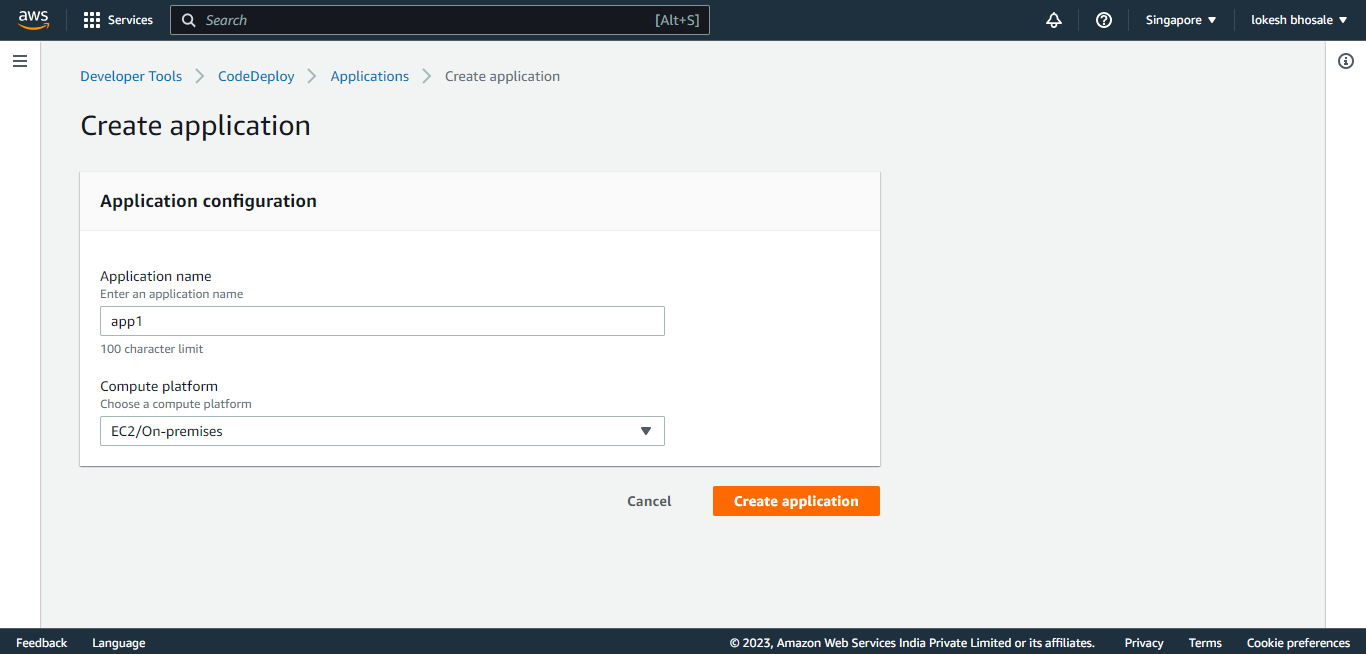 aws
Services
Search [Alt+S]
Singapore
lokesh bhosale
Developer Tools CodeDeploy Applications Create application
Create application
Application configuration
Application name
Enter an application name
app1
100 character limit
Compute platform
Choose a compute platform
EC2/On-premises
Cancel Create application
Feedback Language © 2023, Amazon Web Services India Private Limited or its affiliates. Privacy Terms Cookie preferences